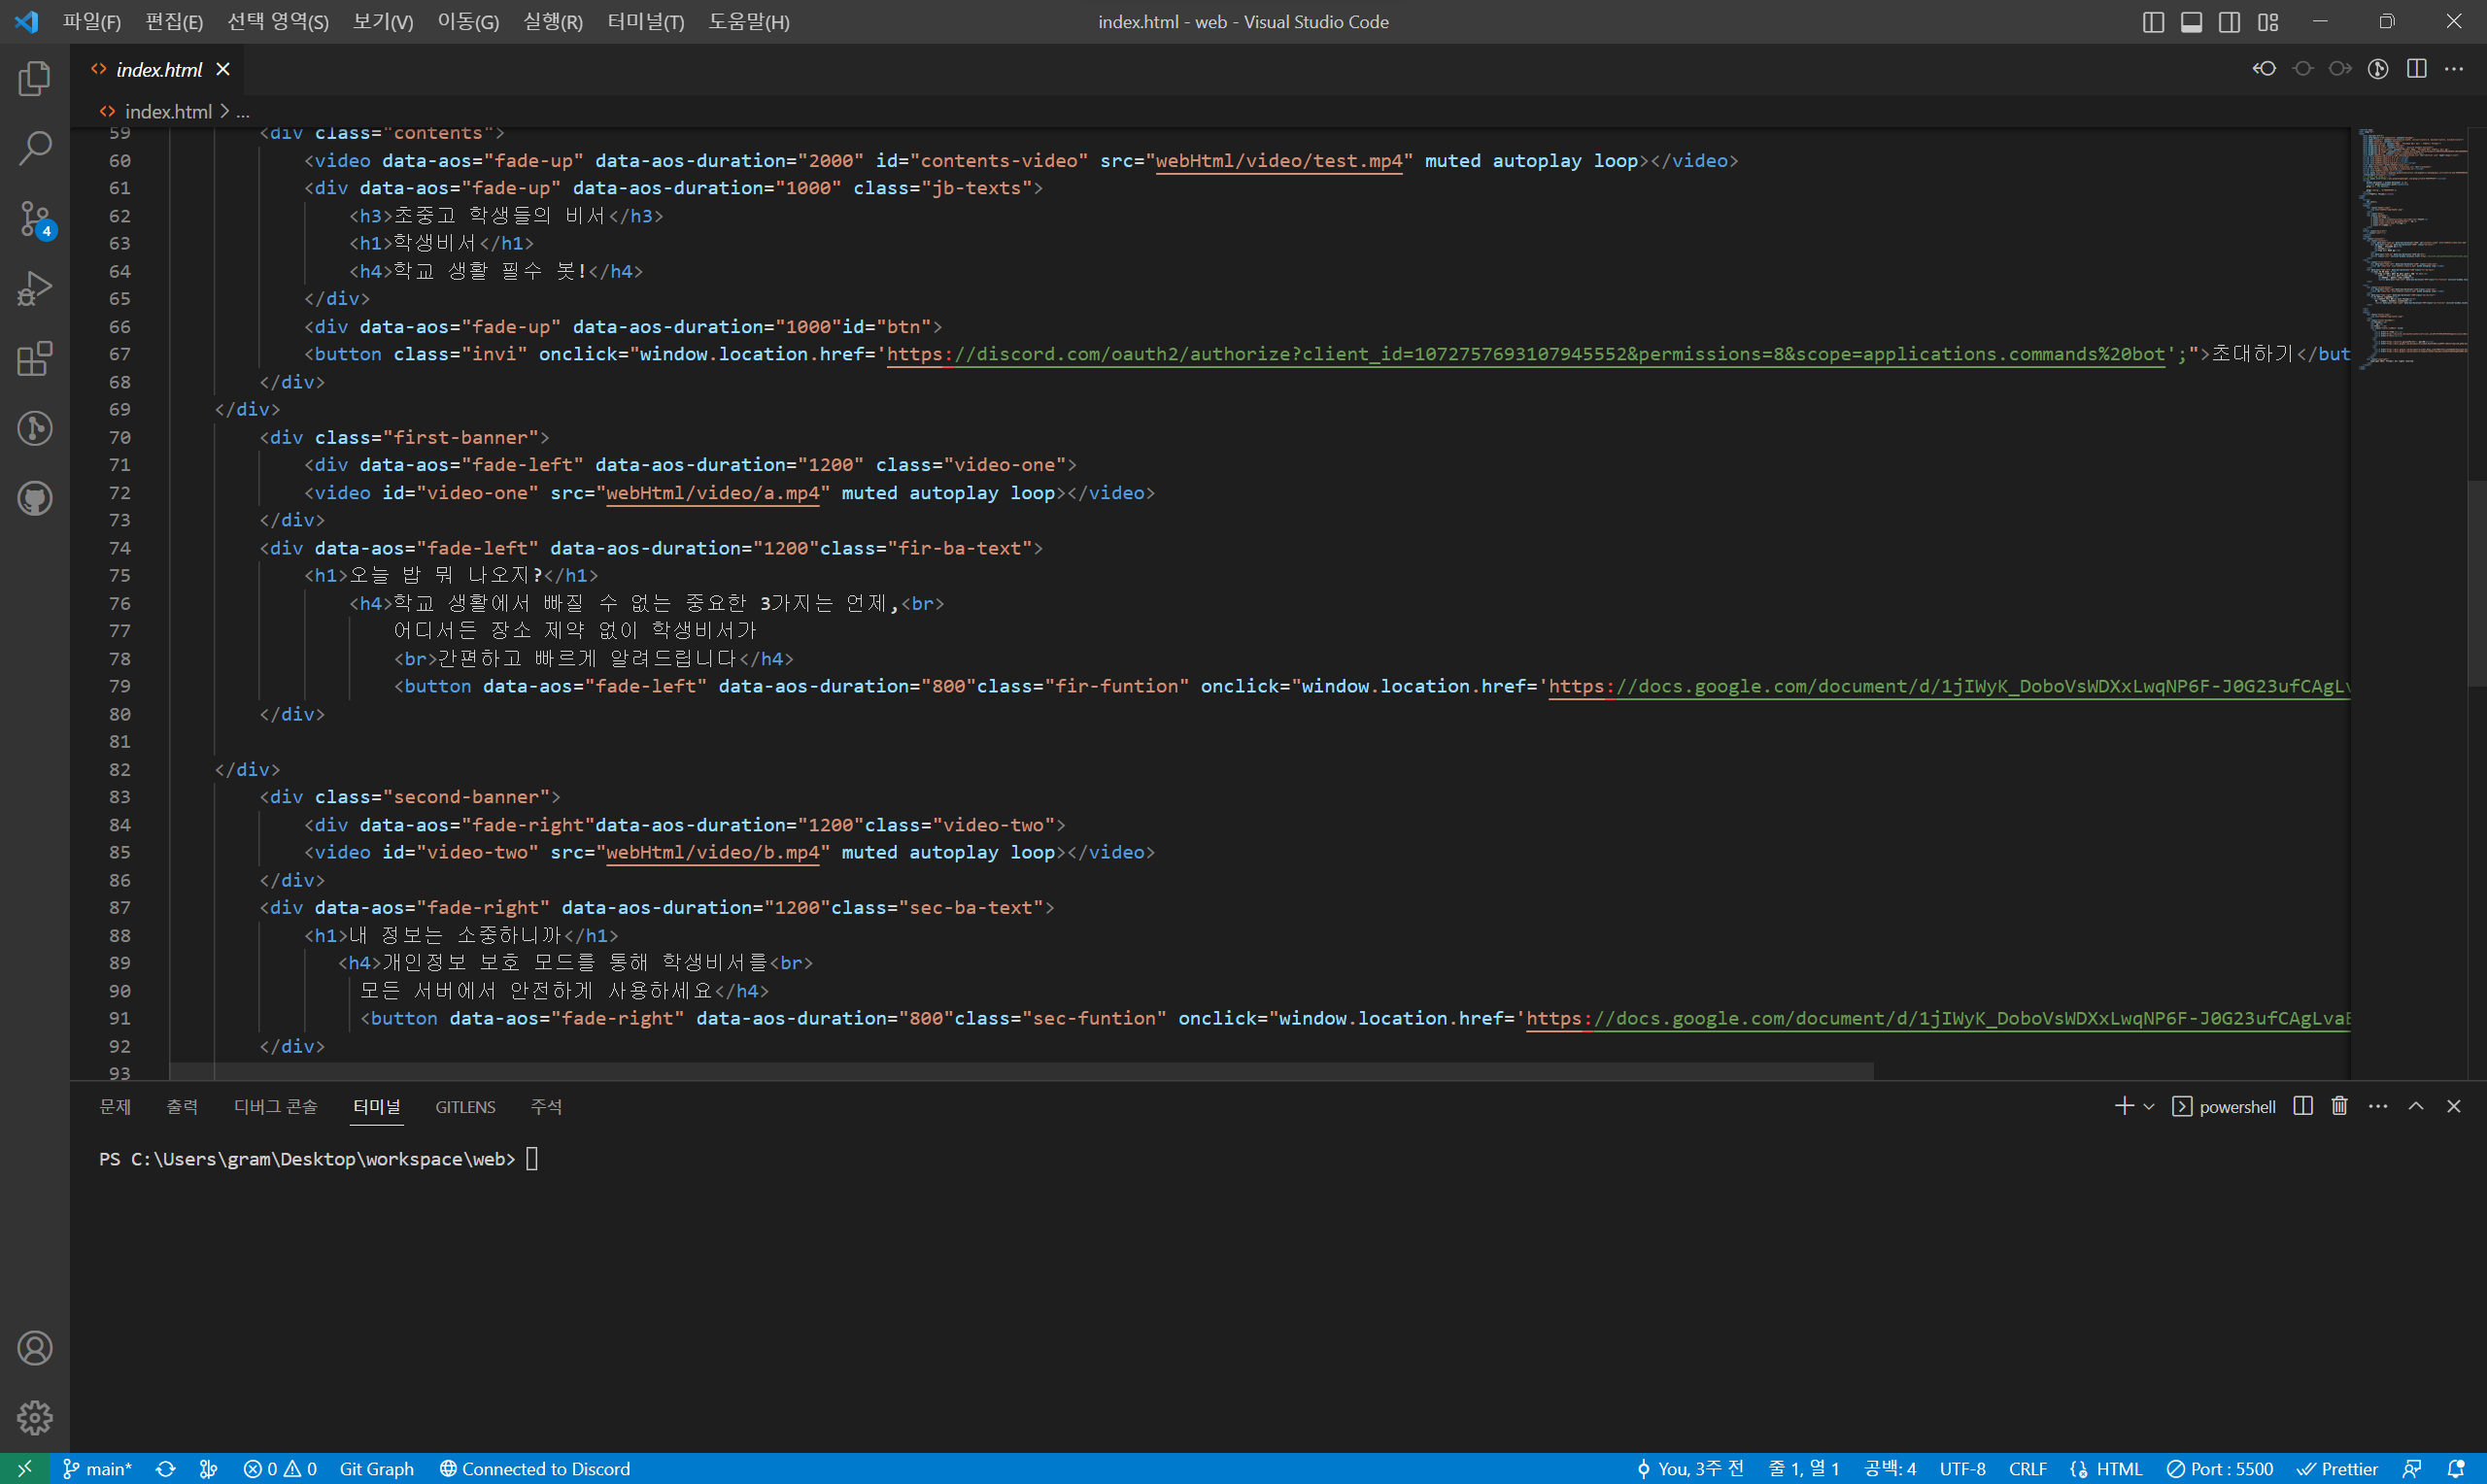 파일(F) 편집(E) 선택 영역(S) 보기(V) 이동(G) 실행(R) 터미널(T) 도움말(H) index.html - web - Visual Studio Code
index.html
index.html > ...
59 <div class="contents">
60 <video data-aos="fade-up" data-aos-duration="2000" id="contents-video" src="webHtml/video/test.mp4" muted autoplay loop></video>
61 <div data-aos="fade-up" data-aos-duration="1000" class="jb-texts">
62 <h3>초중고 학생들의 비서</h3>
63 <h1>학생비서</h1>
64 <h4>학교 생활 필수 봇!</h4>
65 </div>
66 <div data-aos="fade-up" data-aos-duration="1000"id="btn">
67 <button class="invi" onclick="window.location.href='https://discord.com/oauth2/authorize?client_id=1072757693107945552&permissions=8&scope=applications.commands%20bot';">초대하기</but
68 </div>
69 </div>
70 <div class="first-banner">
71 <div data-aos="fade-left" data-aos-duration="1200" class="video-one">
72 <video id="video-one" src="webHtml/video/a.mp4" muted autoplay loop></video>
73 </div>
74 <div data-aos="fade-left" data-aos-duration="1200"class="fir-ba-text">
75 <h1>오늘 밥 뭐 나오지?</h1>
76 <h4>학교 생활에서 빠질 수 없는 중요한 3가지는 언제,<br>
77 어디서든 장소 제약 없이 학생비서가
78 <br>간편하고 빠르게 알려드립니다</h4>
79 <button data-aos="fade-left" data-aos-duration="800"class="fir-funtion" onclick="window.location.href='https://docs.google.com/document/d/1jIWyK_DoboVsWDXxLwqNP6F-J0G23ufCAgLv
80 </div>
81
82 </div>
83 <div class="second-banner">
84 <div data-aos="fade-right"data-aos-duration="1200"class="video-two">
85 <video id="video-two" src="webHtml/video/b.mp4" muted autoplay loop></video>
86 </div>
87 <div data-aos="fade-right" data-aos-duration="1200"class="sec-ba-text">
88 <h1>내 정보는 소중하니까</h1>
89 <h4>개인정보 보호 모드를 통해 학생비서를<br>
90 모든 서버에서 안전하게 사용하세요</h4>
91 <button data-aos="fade-right" data-aos-duration="800"class="sec-funtion" onclick="window.location.href='https://docs.google.com/document/d/1jIWyK_DoboVsWDXxLwqNP6F-J0G23ufCAgLvaE
92 </div>
93
문제 출력 디버그 콘솔 터미널 GITLENS 주석 powershell
PS C:\Users\gram\Desktop\workspace\web>
4
main* 0 0 Git Graph Connected to Discord You, 3주 전 줄 1, 열 1 공백: 4 UTF-8 CRLF HTML Port : 5500 Prettier